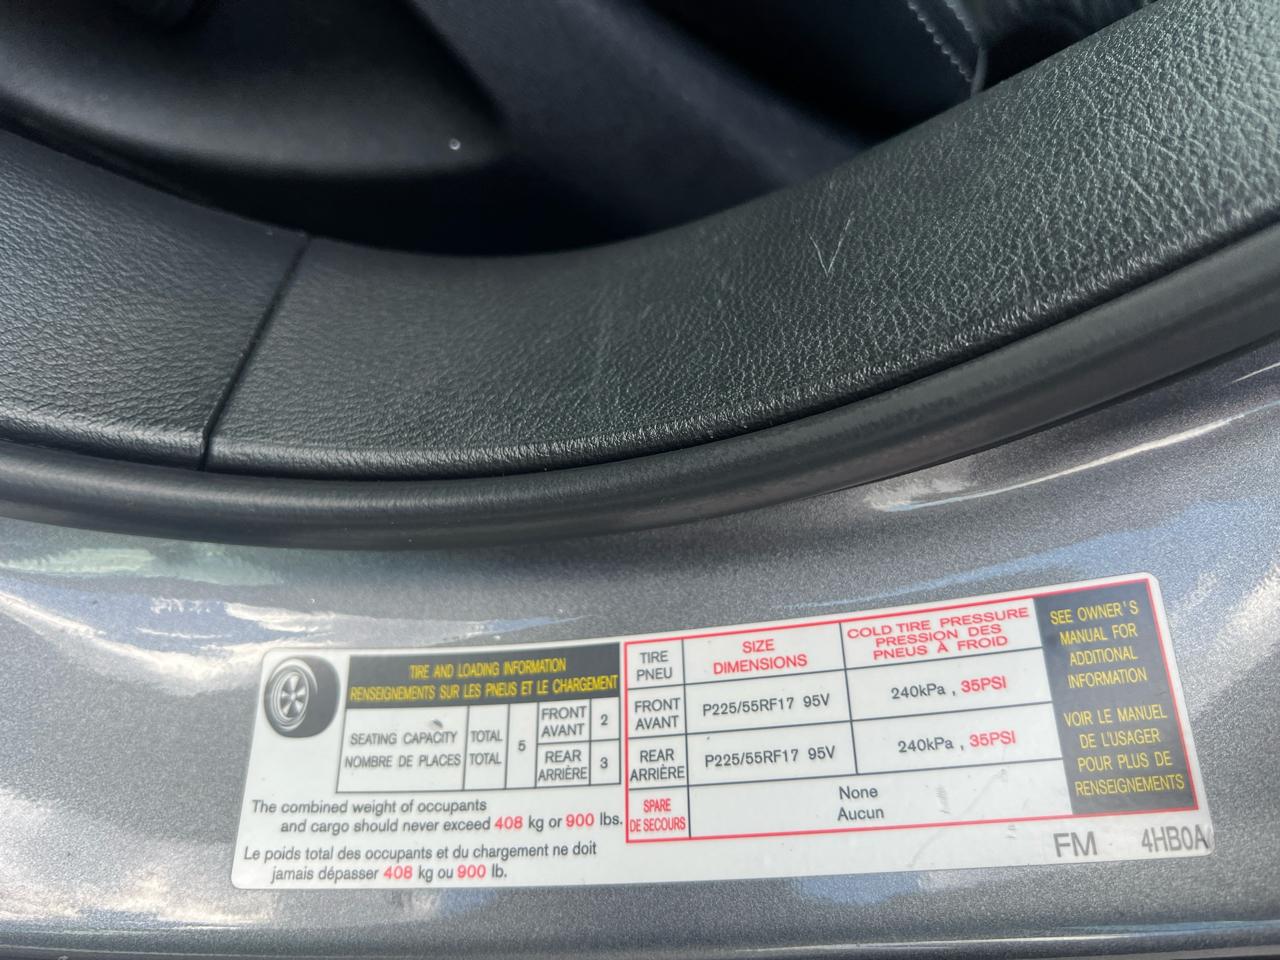 TIRE AND LOADING INFORMATION
RENSEIGNEMENTS SUR LES PNEUS ET LE CHARGEMENT
SEATING CAPACITY TOTAL 5 FRONT 2
NOMBRE DE PLACES TOTAL AVANT
REAR 3
ARRIÈRE
The combined weight of occupants
and cargo should never exceed 408 kg or 900 lbs.
Le poids total des occupants et du chargement ne doit
jamais dépasser 408 kg ou 900 lb.
TIRE SIZE COLD TIRE PRESSURE
PNEU DIMENSIONS PRESSION DES
PNEUS À FROID
FRONT P225/55RF17 95V 240kPa , 35PSI
AVANT
REAR P225/55RF17 95V 240kPa , 35PSI
ARRIÈRE
SPARE None
DE SECOURS Aucun
SEE OWNER'S
MANUAL FOR
ADDITIONAL
INFORMATION
VOIR LE MANUEL
DE L'USAGER
POUR PLUS DE
RENSEIGNEMENTS
FM 4HB0A